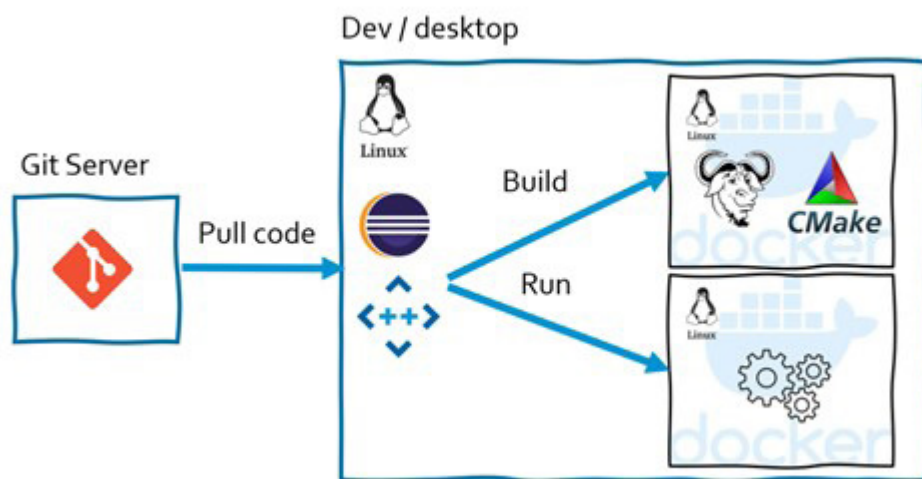 Dev / desktop
Linux
Git Server
Pull code
Build
Run
Linux
CMake
docker
Linux
docker
++